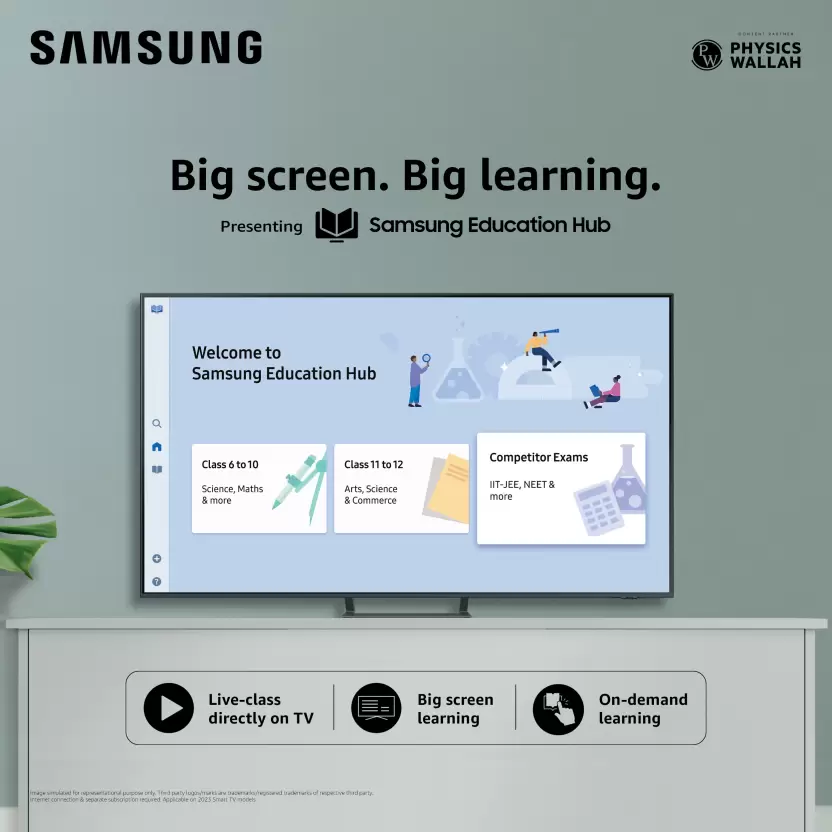 SAMSUNG
CONTENT PARTNER
PW
PHYSICS
WALLAH
Big screen. Big learning.
Presenting Samsung Education Hub
Welcome to
Samsung Education Hub
Class 6 to 10
Science, Maths
& more
Class 11 to 12
Arts, Science
& Commerce
Competitor Exams
IIT-JEE, NEET &
more
Live-class
directly on TV
Big screen
learning
On-demand
learning
Image simulated for representational purpose only. Third party logos/marks are trademarks/registered trademarks of respective third party.
Internet connection & separate subscription required. Applicable on 2023 Smart TV models